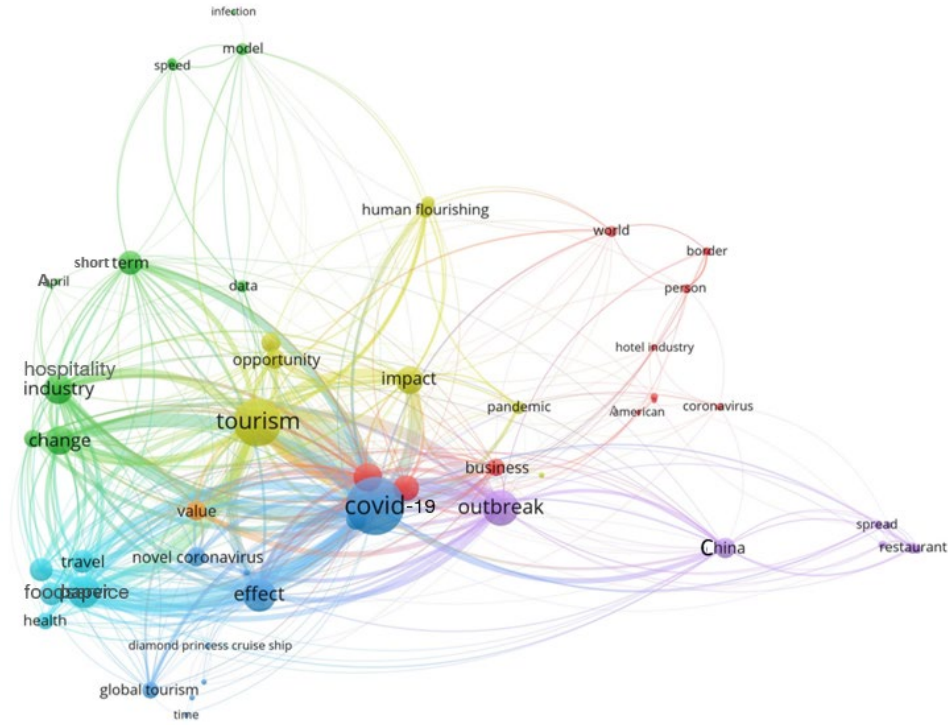 infection
model
speed
human flourishing
world
border
short term
April
data
person
hotel industry
opportunity
hospitality
industry
impact
pandemic
American
coronavirus
tourism
change
business
value
covid-19
outbreak
spread
China
restaurant
novel coronavirus
travel
foodservice
paper
effect
health
diamond princess cruise ship
global tourism
time